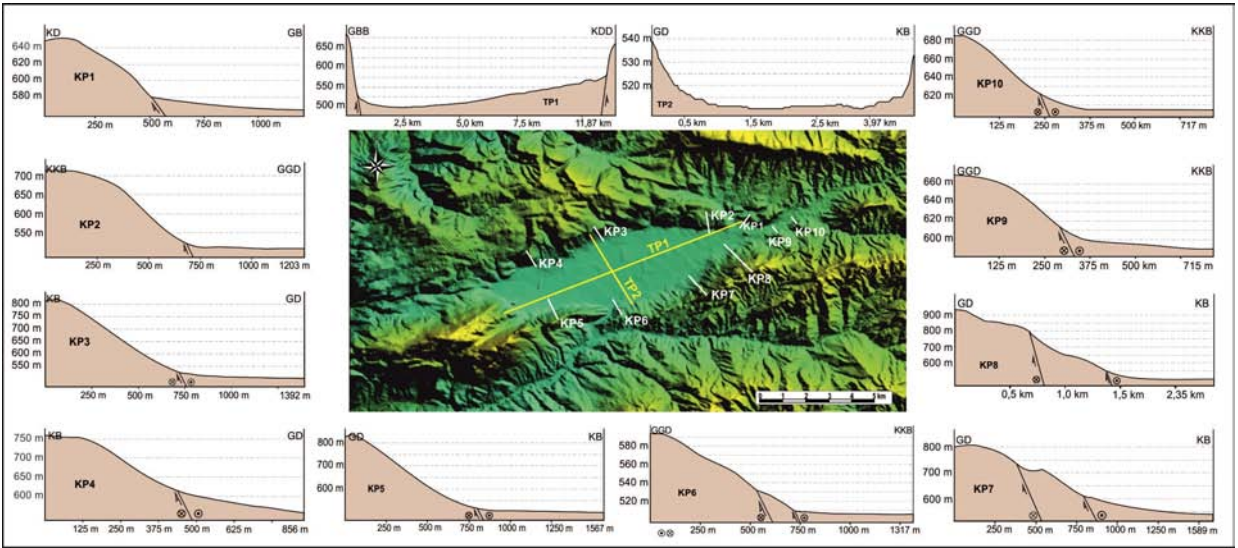 KD GB
640 m
620 m
600 m
580 m
KP1
250 m 500 m 750 m 1000 m
GBB KDD
650 m
600 m
550 m
500 m
TP1
2,5 km 5,0 km 7,5 km 11,87 km
GD KB
540 m
530 m
520 m
510 m
TP2
0,5 km 1,5 km 2,5 km 3,97 km
GGD KKB
680 m
660 m
640 m
620 m
KP10
125 m 250 m 375 m 500 km 717 m
KKB GGD
700 m
650 m
600 m
550 m
KP2
250 m 500 m 750 m 1000 m 1203 m
GGD KKB
660 m
640 m
620 m
600 m
KP9
125 m 250 m 375 m 500 km 715 m
KB GD
800 m
750 m
700 m
650 m
600 m
550 m
KP3
250 m 500 m 750 m 1000 m 1392 m
KP3 KP2 KP1 KP10
KP4 TP1 KP9
TP2 KP8
KP7
KP5 KP6
0 1 2 3 4 5 km
GD KB
900 m
800 m
700 m
600 m
KP8
0,5 km 1,0 km 1,5 km 2,35 km
KB GD
750 m
700 m
650 m
600 m
KP4
125 m 250 m 375 m 500 m 625 m 856 m
GD KB
800 m
700 m
600 m
KP5
250 m 500 m 750 m 1000 m 1250 m 1567 m
GGD KKB
580 m
560 m
540 m
520 m
KP6
250 m 500 m 750 m 1000 m 1317 m
GD KB
800 m
700 m
600 m
KP7
250 m 500 m 750 m 1000 m 1250 m 1589 m